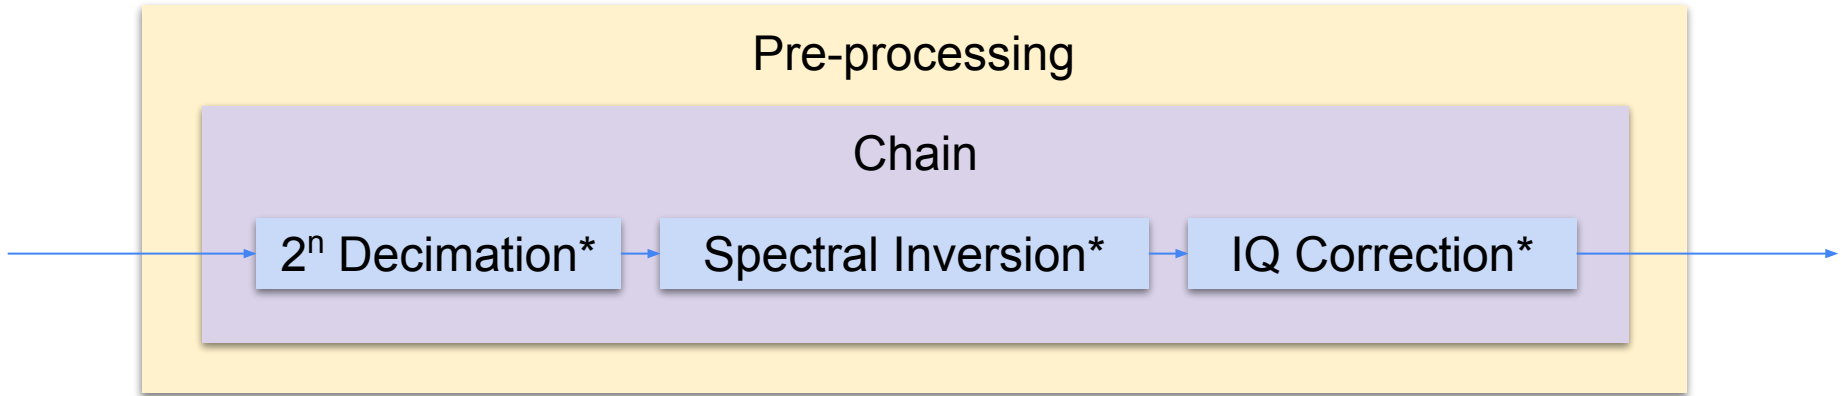 Pre-processing
Chain
2ⁿ Decimation* Spectral Inversion* IQ Correction*